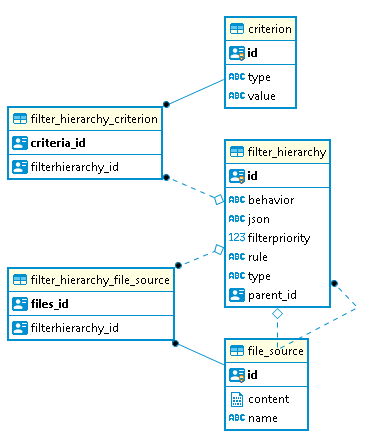 criterion
id
ABC type
ABC value
filter_hierarchy_criterion
criteria_id
filterhierarchy_id
filter_hierarchy
id
ABC behavior
ABC json
123 filterpriority
ABC rule
ABC type
parent_id
filter_hierarchy_file_source
files_id
filterhierarchy_id
file_source
id
content
ABC name